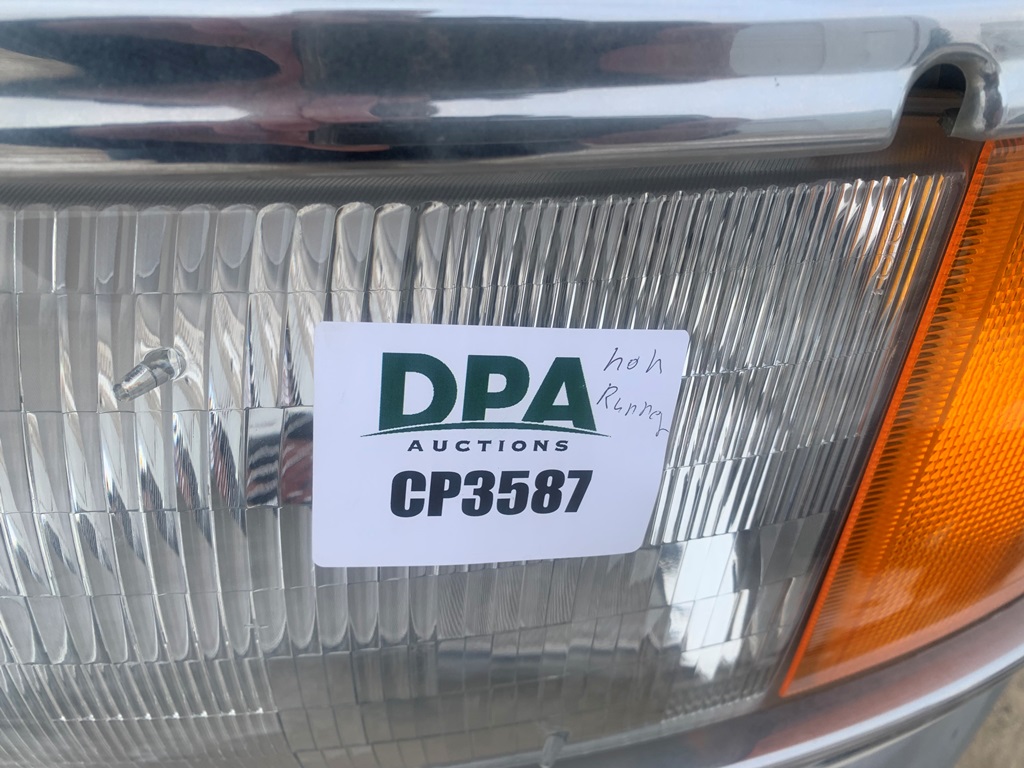 DPA
AUCTIONS
CP3587
non
Running